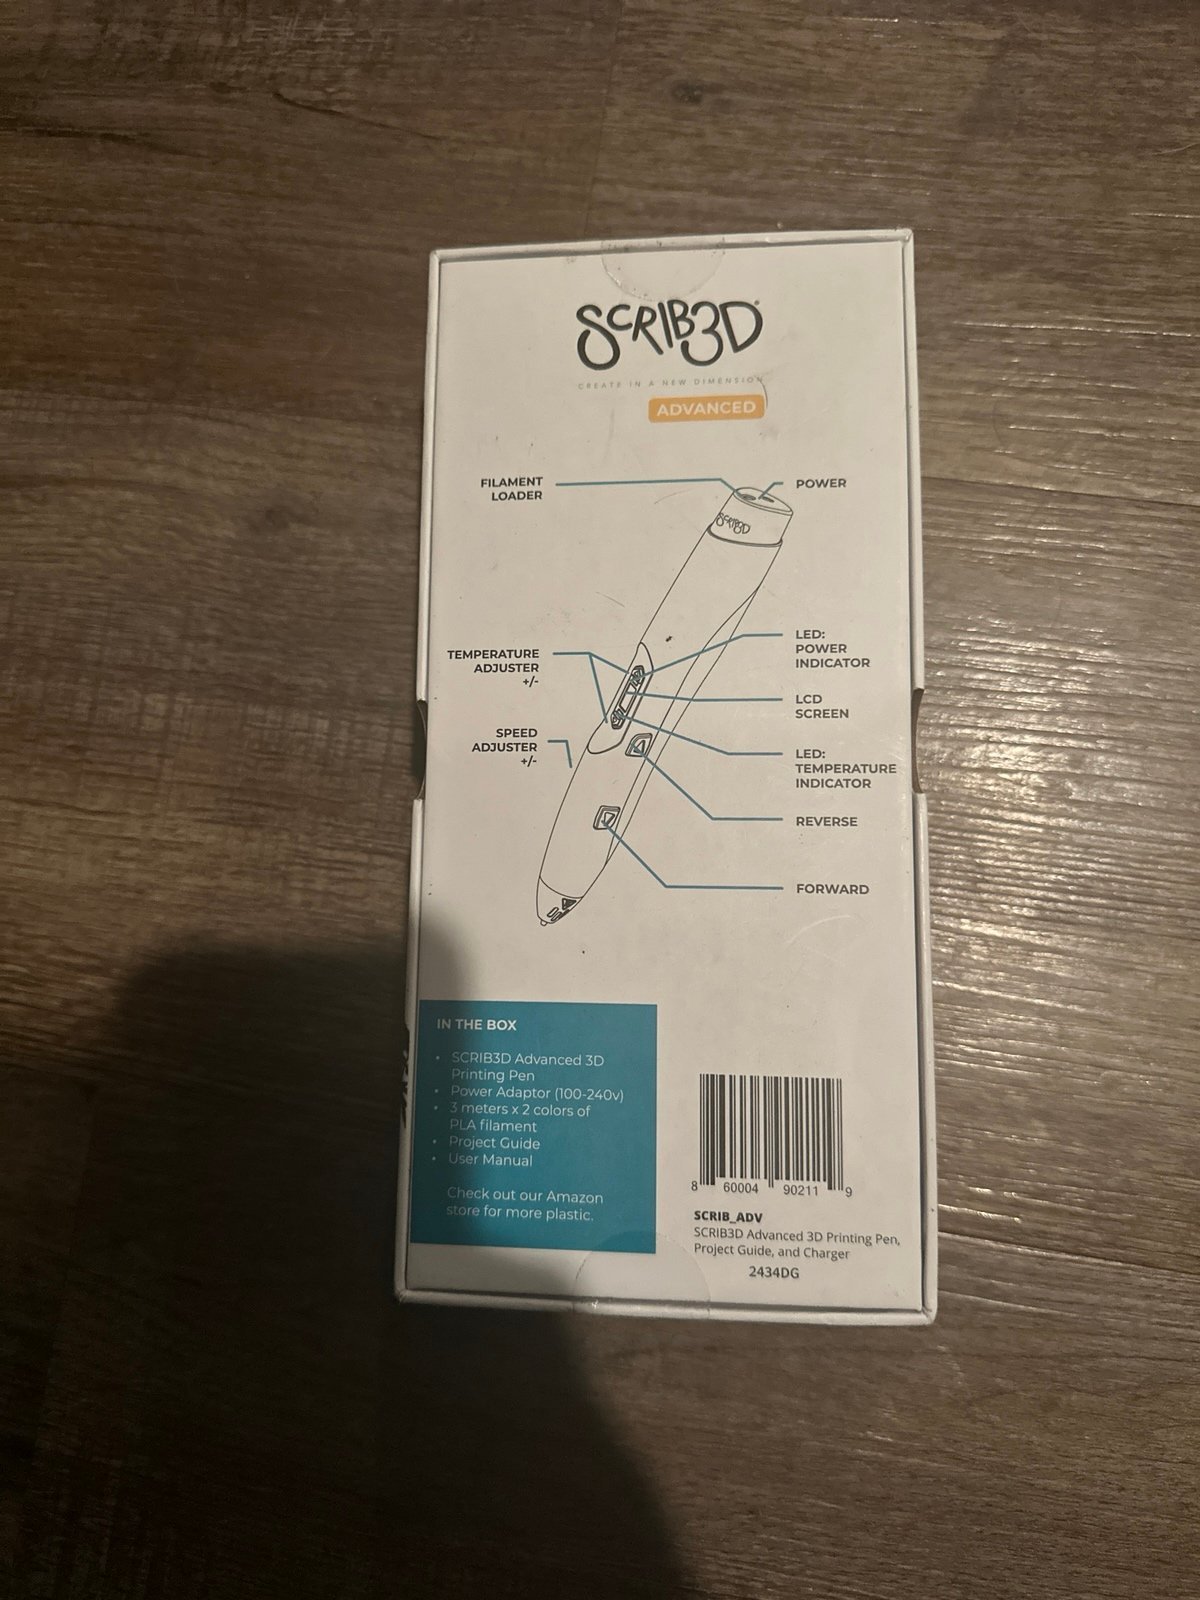 SCRIB3D
CREATE IN A NEW DIMENSION
ADVANCED
FILAMENT
LOADER
POWER
SCRIB3D
LED:
POWER
INDICATOR
TEMPERATURE
ADJUSTER
+/-
LCD
SCREEN
SPEED
ADJUSTER
+/-
LED:
TEMPERATURE
INDICATOR
REVERSE
FORWARD
IN THE BOX
• SCRIB3D Advanced 3D
Printing Pen
• Power Adaptor (100-240v)
• 3 meters x 2 colors of
PLA filament
• Project Guide
• User Manual
Check out our Amazon
store for more plastic.
8 60004 90211 9
SCRIB_ADV
SCRIB3D Advanced 3D Printing Pen,
Project Guide, and Charger
2434DG